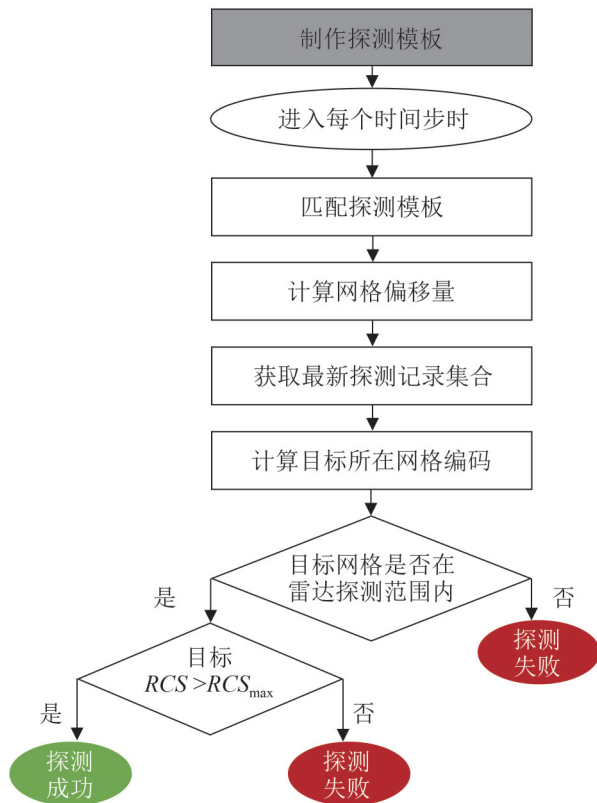 制作探测模板
进入每个时间步时
匹配探测模板
计算网格偏移量
获取最新探测记录集合
计算目标所在网格编码
目标网格是否在
雷达探测范围内
是
否
探测
失败
目标
RCS>RCSmax
是
否
探测
成功
探测
失败